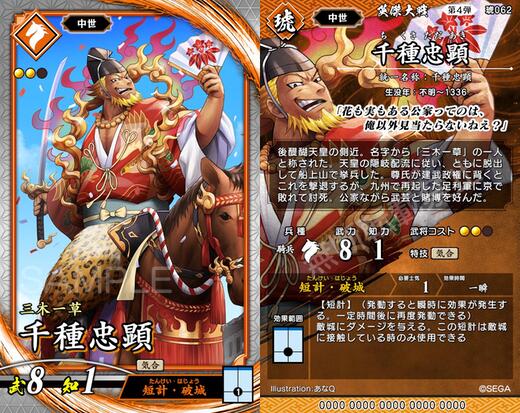 中世
SAMPLE
三木一草
千種忠顕
気合
武8 知1
たんけい・はじょう
短計・破城
琥
中世
英傑大戦
第4弾
琥062
ちくさ ただあき
千種忠顕
統一名称:千種忠顕
生没年:不明~1336
「花も実もある公家ってのは、
俺以外見当たらないねえ?」
後醍醐天皇の側近。名字から「三木一草」の一人
と称された。天皇の隠岐配流に従い、ともに脱出
して船上山で挙兵した。尊氏が建武政権に背くと
これを撃退するが、九州で再起した足利軍に京で
敗れて討死。公家ながら武芸と賭博を好んだ。
兵種 武力 知力 武将コスト
騎兵 8 1 特技 気合
たんけい・はじょう 必要士気 効果時間
短計・破城 1 一瞬
効果範囲
【短計】(発動すると瞬時に効果が発生す
る。一定時間後に再度発動できる)
敵城にダメージを与える。この短計は敵城
に接触している時のみ使用できる
Illustration:あなQ
©SEGA
0000 0000 0000 0000 0000